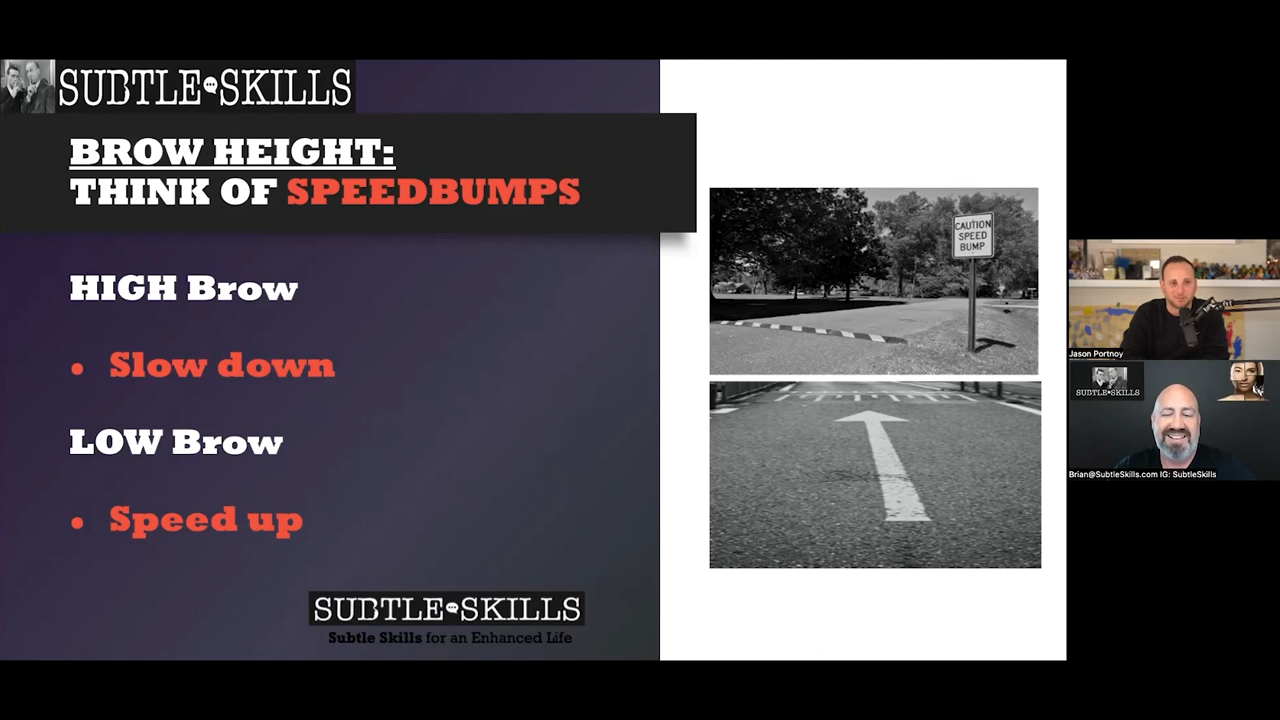 SUBTLE SKILLS
BROW HEIGHT:
THINK OF SPEEDBUMPS
HIGH Brow
• Slow down
LOW Brow
• Speed up
SUBTLE SKILLS
Subtle Skills for an Enhanced Life
CAUTION
SPEED
BUMP
Jason Portnoy
SUBTLE SKILLS
Brian@SubtleSkills.com IG: SubtleSkills